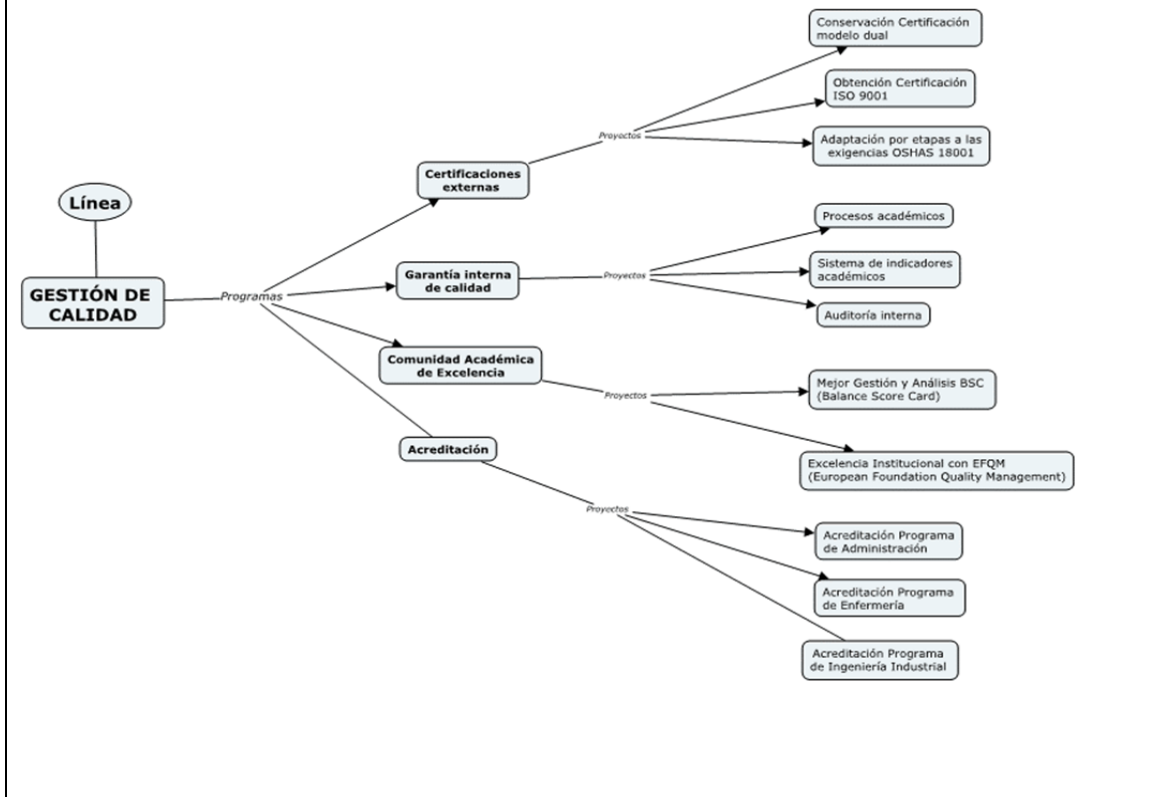 Línea
GESTIÓN DE
CALIDAD
Programas
Certificaciones
externas
Proyectos
Conservación Certificación
modelo dual
Obtención Certificación
ISO 9001
Adaptación por etapas a las
exigencias OSHAS 18001
Garantía interna
de calidad
Proyectos
Procesos académicos
Sistema de indicadores
académicos
Auditoría interna
Comunidad Académica
de Excelencia
Proyectos
Mejor Gestión y Análisis BSC
(Balance Score Card)
Excelencia Institucional con EFQM
(European Foundation Quality Management)
Acreditación
Proyectos
Acreditación Programa
de Administración
Acreditación Programa
de Enfermería
Acreditación Programa
de Ingeniería Industrial